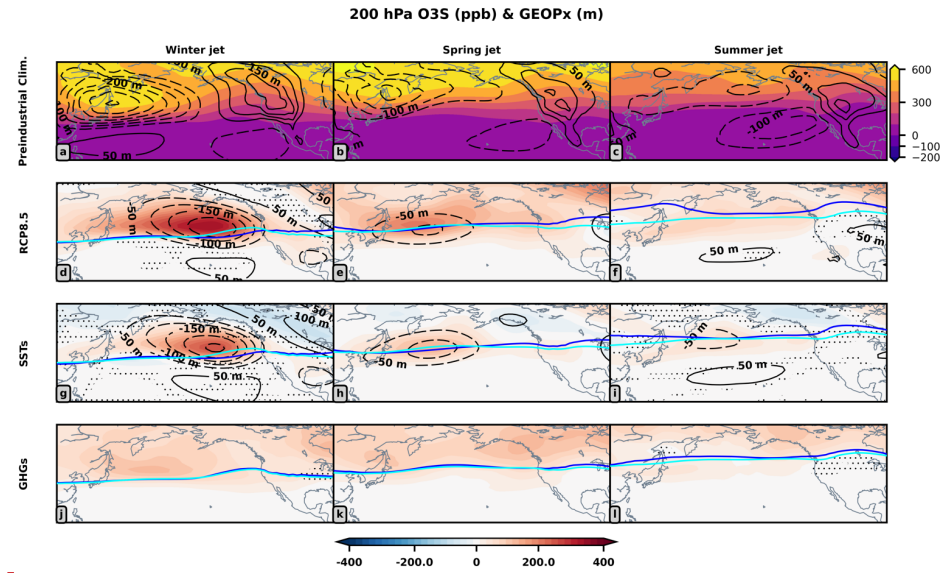 200 hPa O3S (ppb) & GEOPx (m)
Winter jet Spring jet Summer jet
Preindustrial Clim.
200 m 150 m 50 m a
-100 m 50 m b
50 m -100 m c
600
300
0
−100
−200
RCP8.5
-50 m -150 m -100 m 50 m 50 50 m d
-50 m e
50 m 50 m f
SSTs
-50 m -150 m -100 m 50 m 100 m 50 m g
-50 m h
-50 m 50 m i
GHGs
j k l
-400 -200.0 0 200.0 400